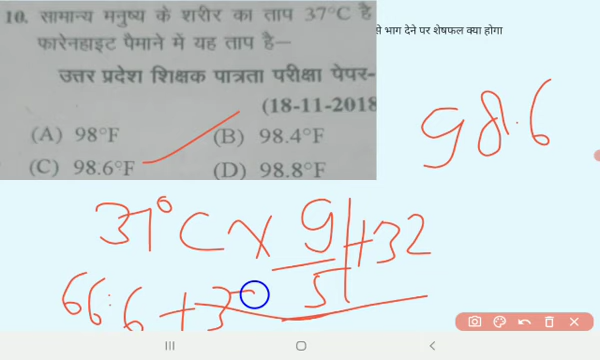 10. सामान्य मनुष्य के शरीर का ताप 37°C है
फारेनहाइट पैमाने में यह ताप है—
से भाग देने पर शेषफल क्या होगा
उत्तर प्रदेश शिक्षक पात्रता परीक्षा पेपर-
(18-11-2018
(A) 98°F (B) 98.4°F
(C) 98.6°F (D) 98.8°F
98.6
37°C × 9/5 + 32
66.6 + 3